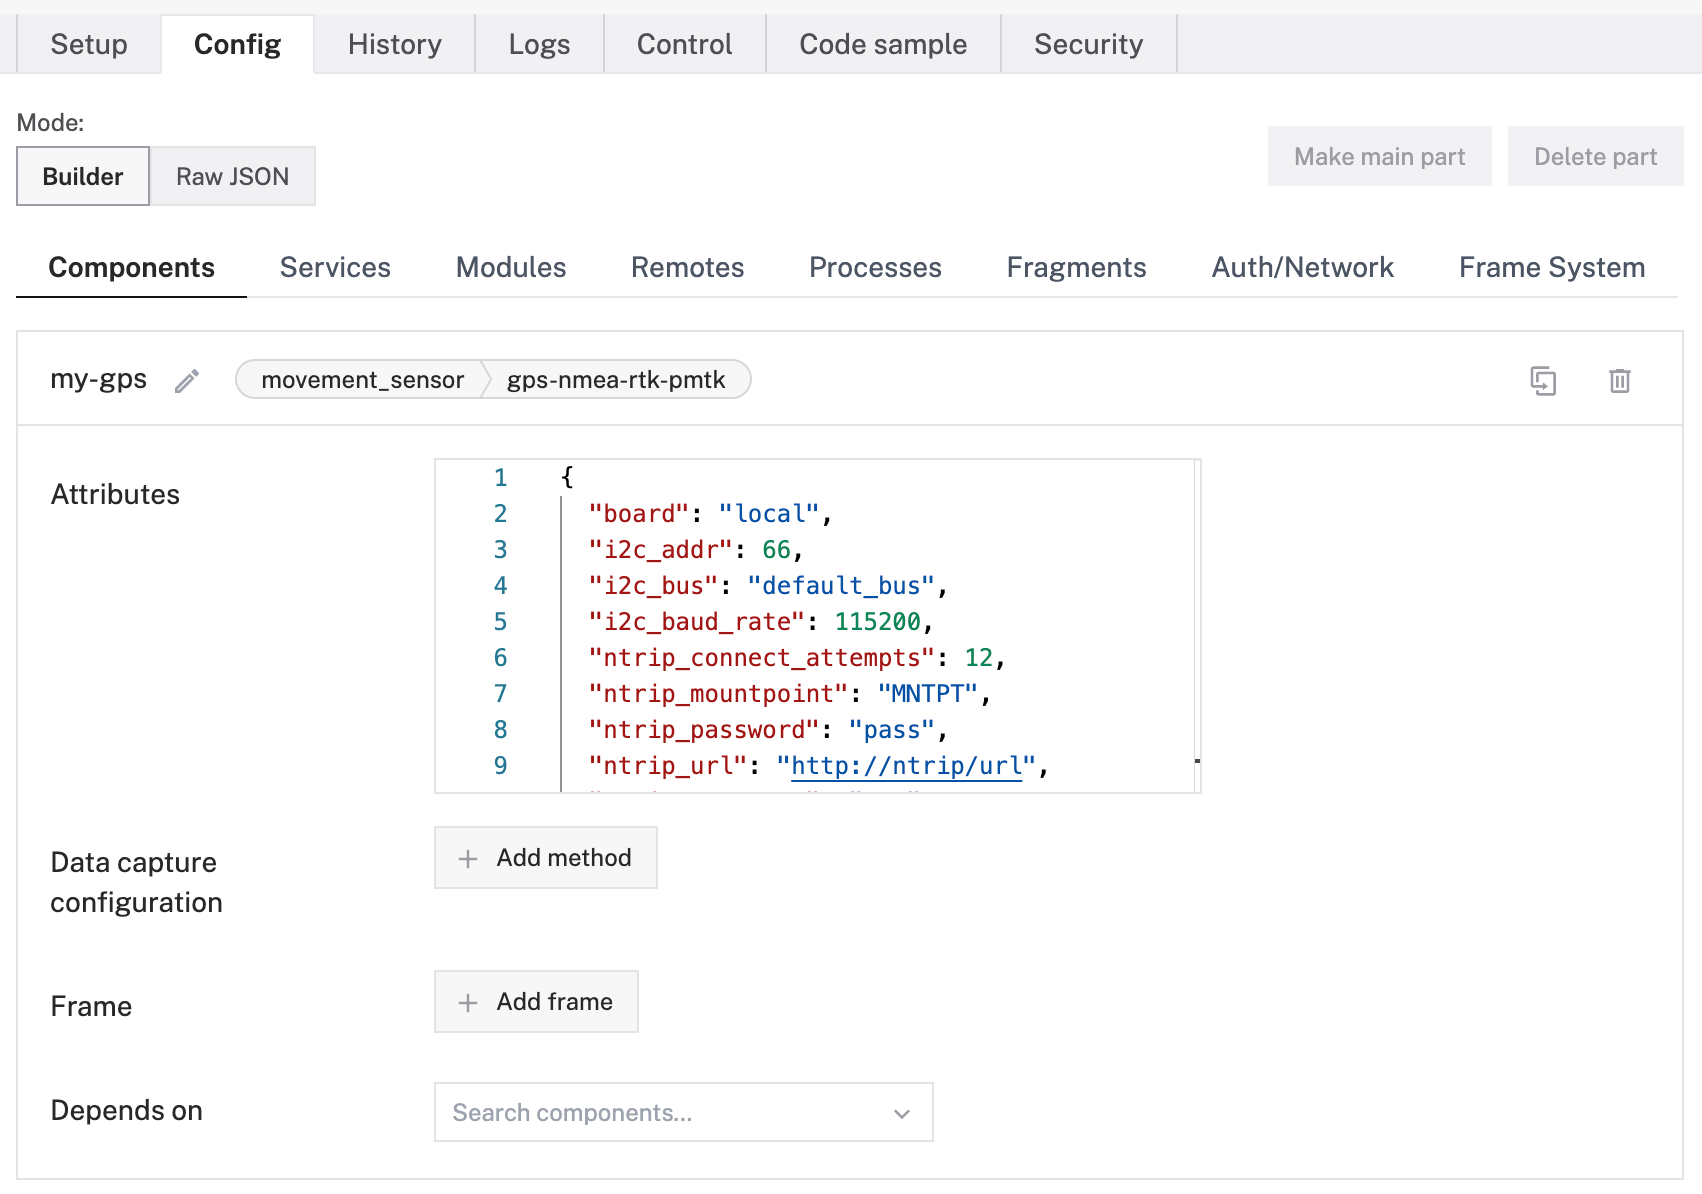 Setup Config History Logs Control Code sample Security
Mode:
Builder Raw JSON Make main part Delete part
Components Services Modules Remotes Processes Fragments Auth/Network Frame System
my-gps movement_sensor gps-nmea-rtk-pmtk
Attributes
1 {
2 "board": "local",
3 "i2c_addr": 66,
4 "i2c_bus": "default_bus",
5 "i2c_baud_rate": 115200,
6 "ntrip_connect_attempts": 12,
7 "ntrip_mountpoint": "MNTPT",
8 "ntrip_password": "pass",
9 "ntrip_url": "http://ntrip/url",
Data capture
configuration
+ Add method
Frame
+ Add frame
Depends on
Search components...